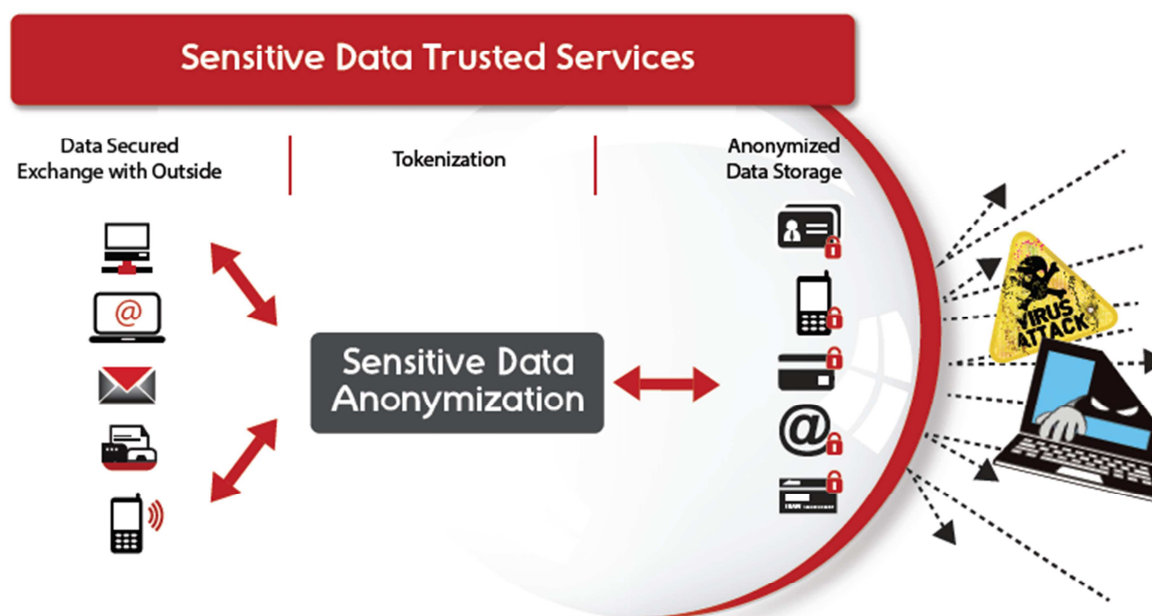 Sensitive Data Trusted Services
Data Secured
Exchange with Outside
Tokenization
Anonymized
Data Storage
@
Sensitive Data
Anonymization
@
VIRUS
ATTACK